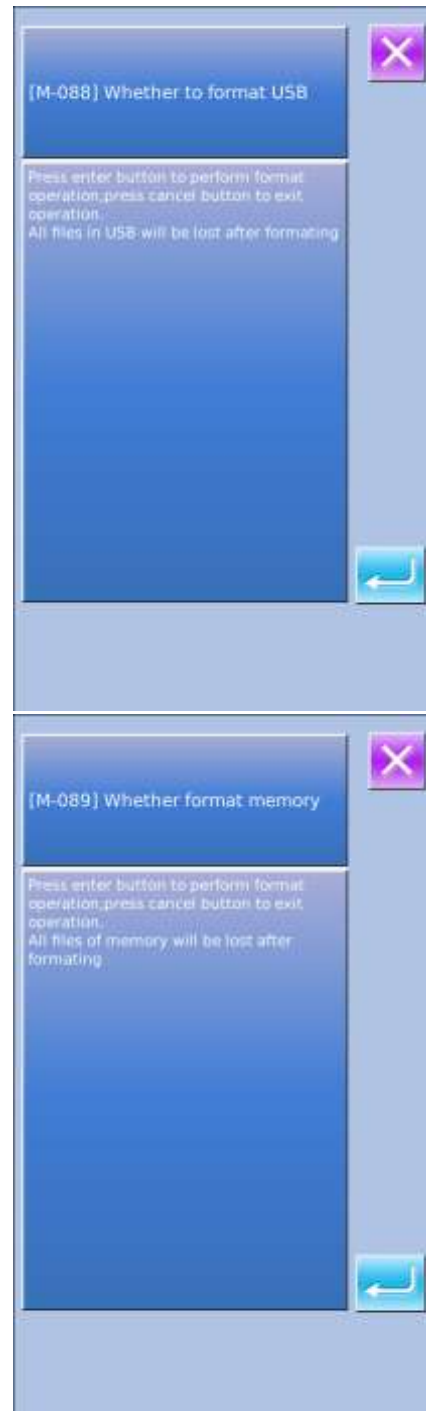 [M-088] Whether to format USB
Press enter button to perform format
operation,press cancel button to exit
operation.
All files in USB will be lost after formating
[M-089] Whether format memory
Press enter button to perform format
operation,press cancel button to exit
operation.
All files of memory will be lost after
formating